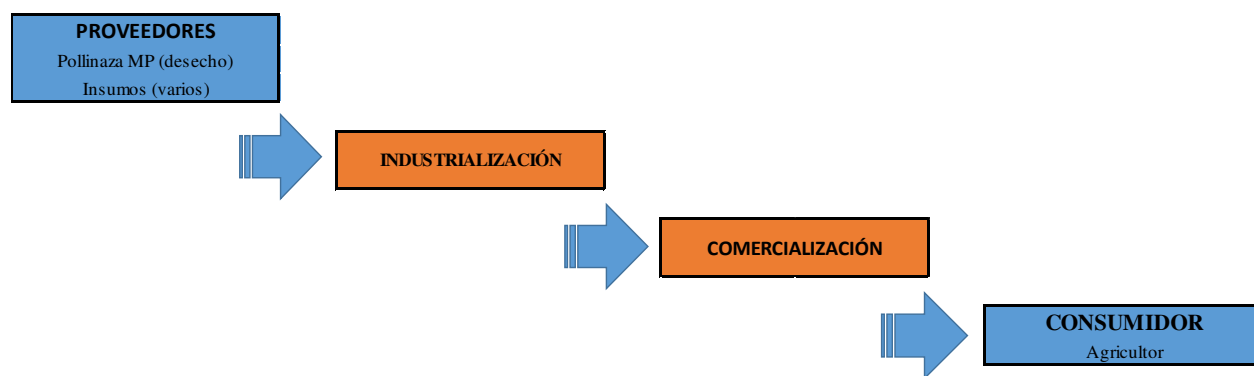 PROVEEDORES
Pollinaza MP (desecho)
Insumos (varios)
INDUSTRIALIZACIÓN
COMERCIALIZACIÓN
CONSUMIDOR
Agricultor